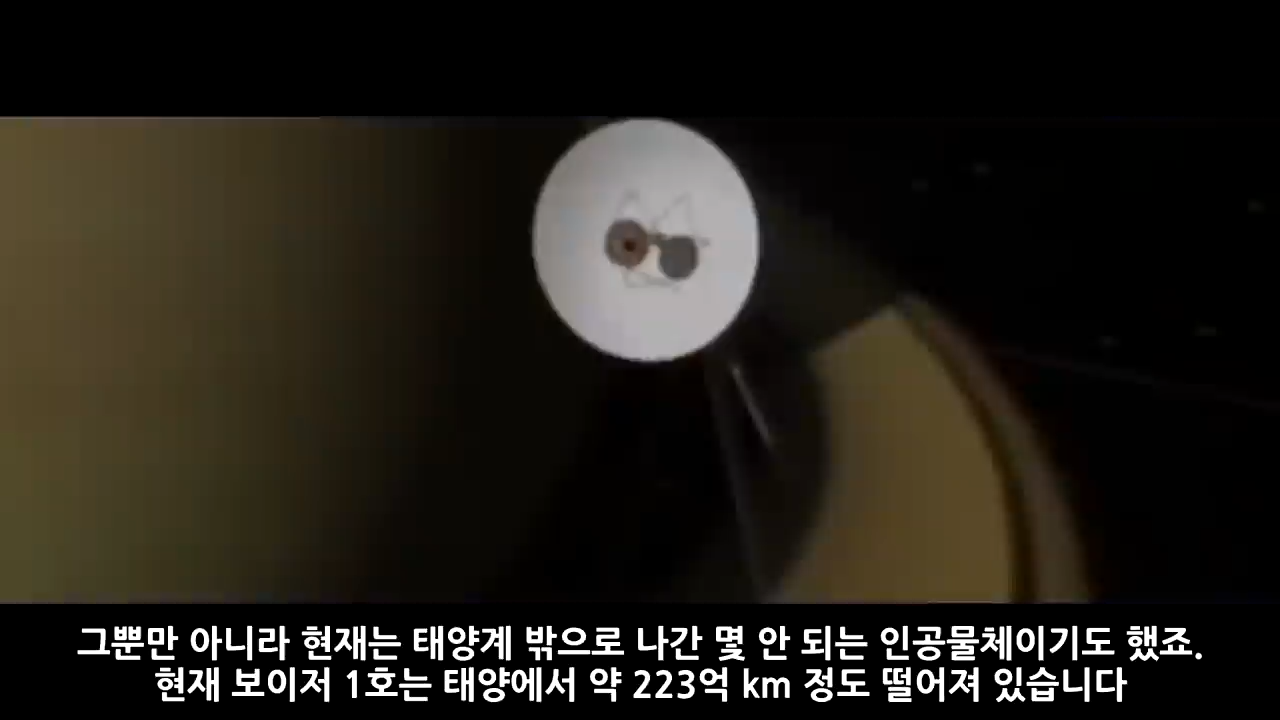 그뿐만 아니라 현재는 태양계 밖으로 나간 몇 안 되는 인공물체이기도 했죠.
현재 보이저 1호는 태양에서 약 223억 km 정도 떨어져 있습니다